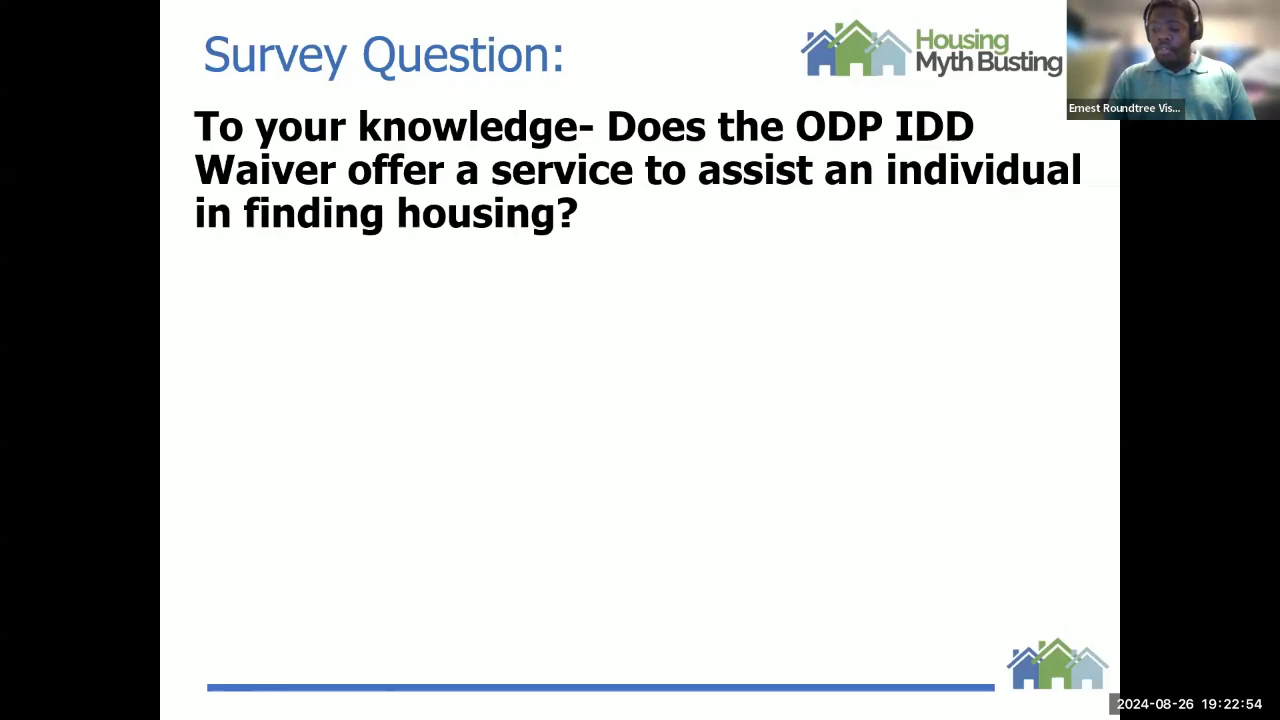 Survey Question:
Housing
Myth Busting
Ernest Roundtree Vis...
To your knowledge- Does the ODP IDD
Waiver offer a service to assist an individual
in finding housing?
2024-08-26 19:22:54